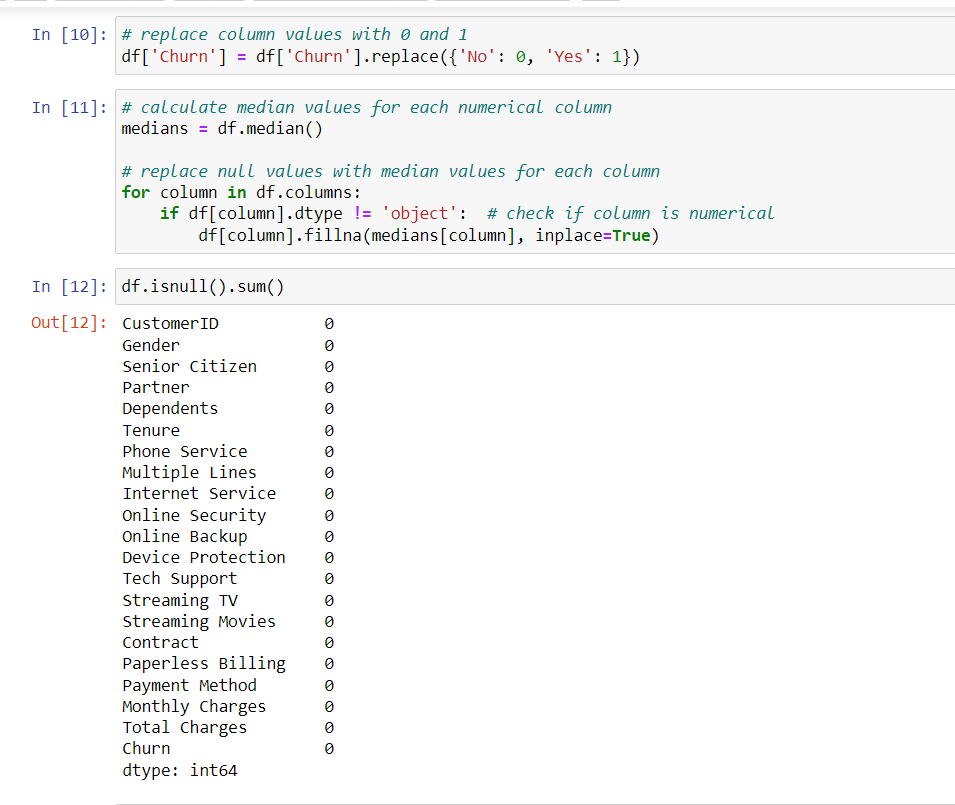 In [10]: # replace column values with 0 and 1
df['Churn'] = df['Churn'].replace({'No': 0, 'Yes': 1})
In [11]: # calculate median values for each numerical column
medians = df.median()
# replace null values with median values for each column
for column in df.columns:
    if df[column].dtype != 'object':  # check if column is numerical
        df[column].fillna(medians[column], inplace=True)
In [12]: df.isnull().sum()
Out[12]: CustomerID 0
Gender 0
Senior Citizen 0
Partner 0
Dependents 0
Tenure 0
Phone Service 0
Multiple Lines 0
Internet Service 0
Online Security 0
Online Backup 0
Device Protection 0
Tech Support 0
Streaming TV 0
Streaming Movies 0
Contract 0
Paperless Billing 0
Payment Method 0
Monthly Charges 0
Total Charges 0
Churn 0
dtype: int64